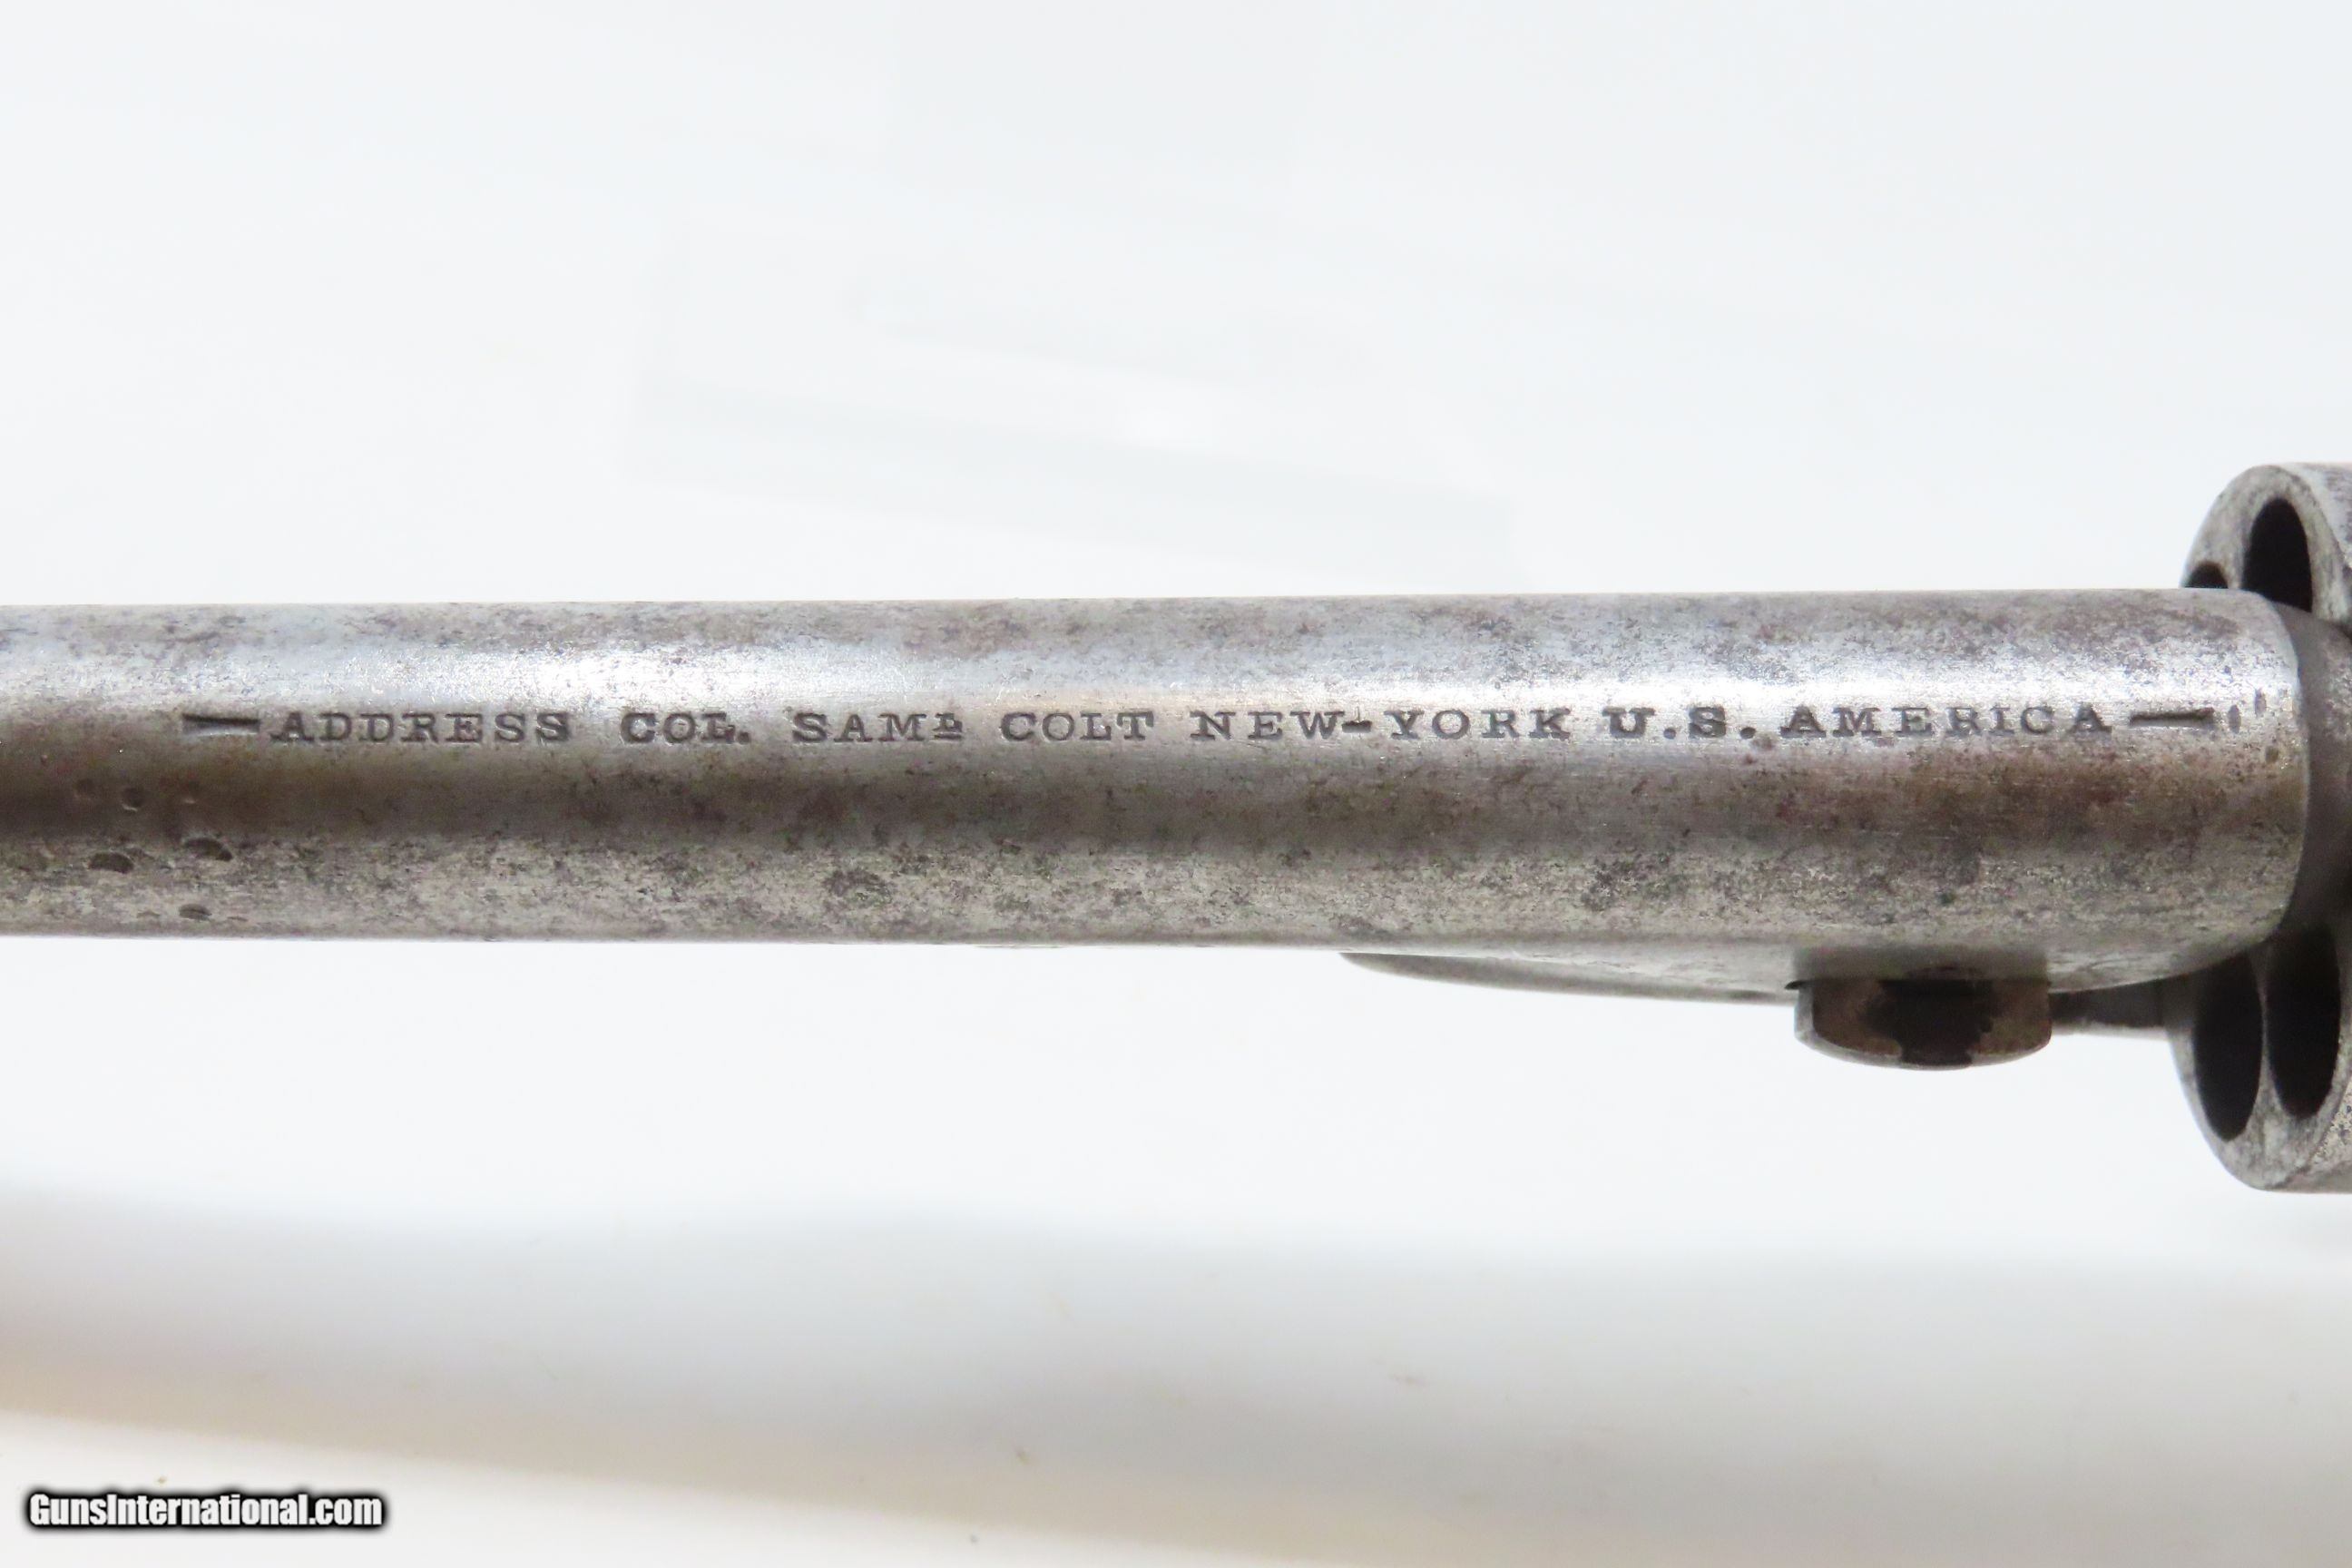 —ADDRESS COL. SAMᴸ COLT NEW-YORK U.S. AMERICA—
GunsInternational.com